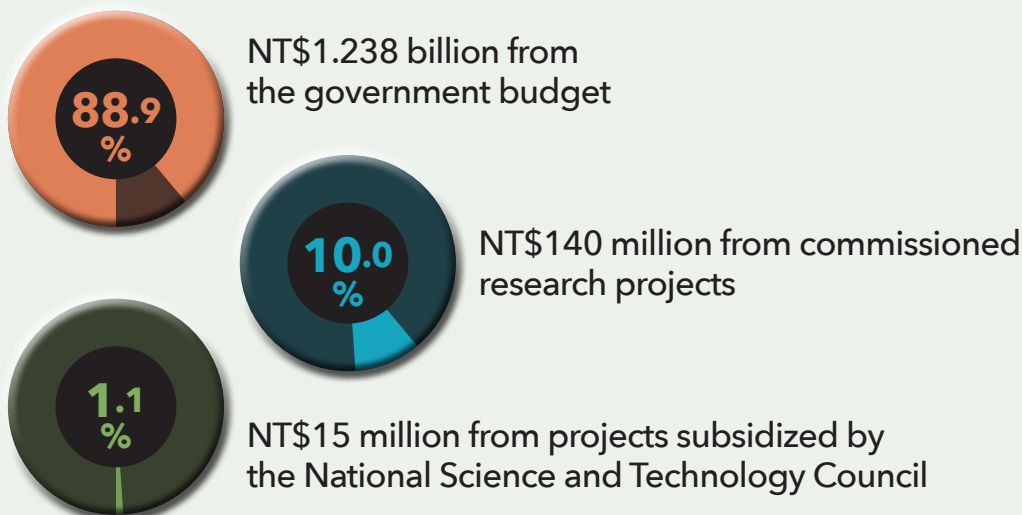 88.9
%
NT$1.238 billion from
the government budget
10.0
%
NT$140 million from commissioned
research projects
1.1
%
NT$15 million from projects subsidized by
the National Science and Technology Council